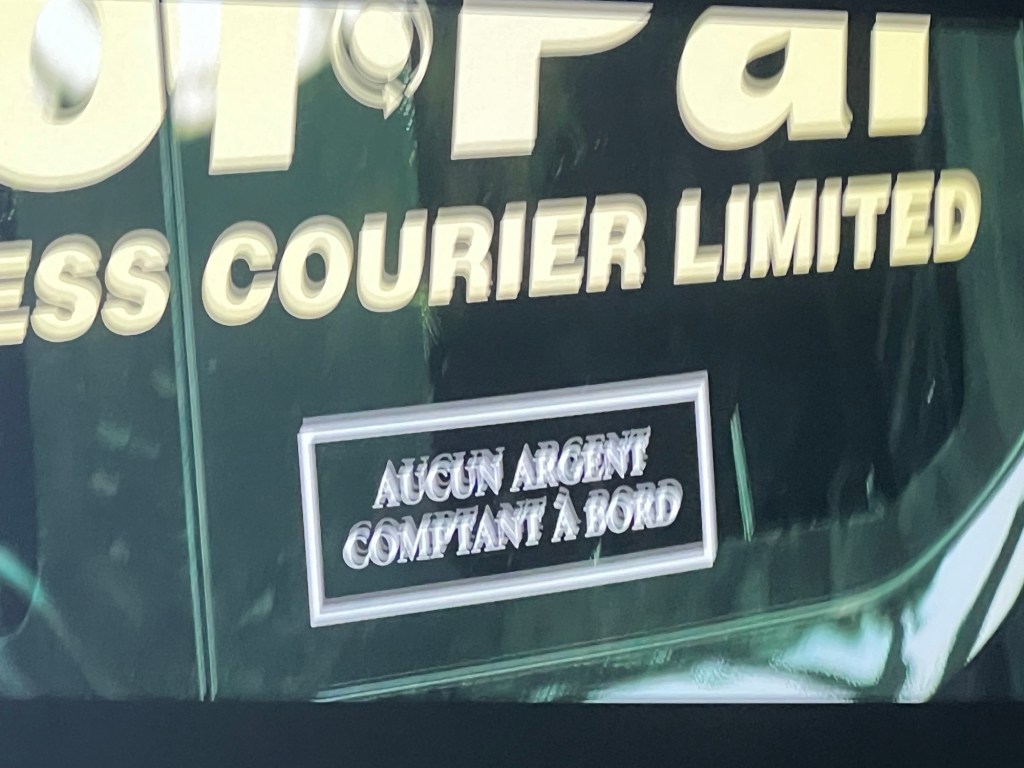 ESS COURIER LIMITED
AUCUN ARGENT
COMPTANT À BORD